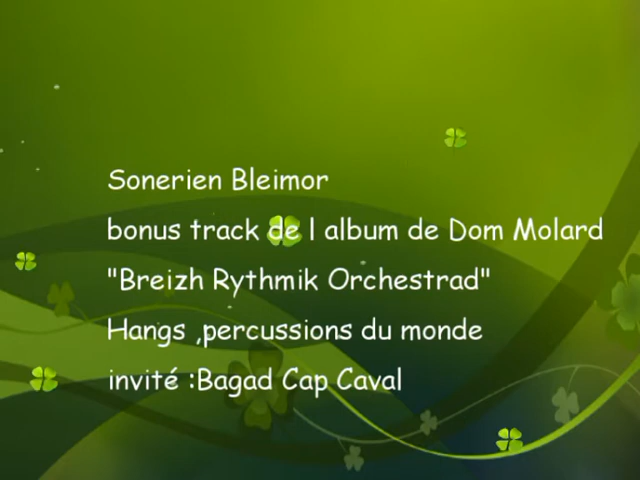 Sonerien Bleimor
bonus track de l album de Dom Molard
"Breizh Rythmik Orchestrad"
Hangs ,percussions du monde
invité :Bagad Cap Caval